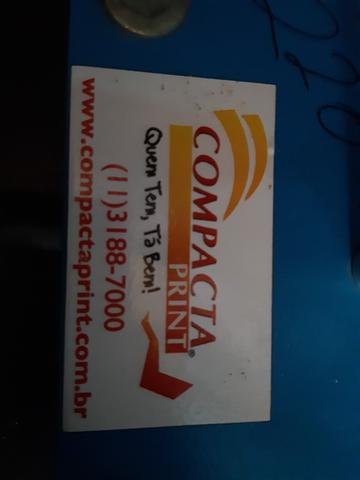 COMPACTA
PRINT®
Quem Tem, Tá Bem!
(11)3188-7000
www.compactaprint.com.br